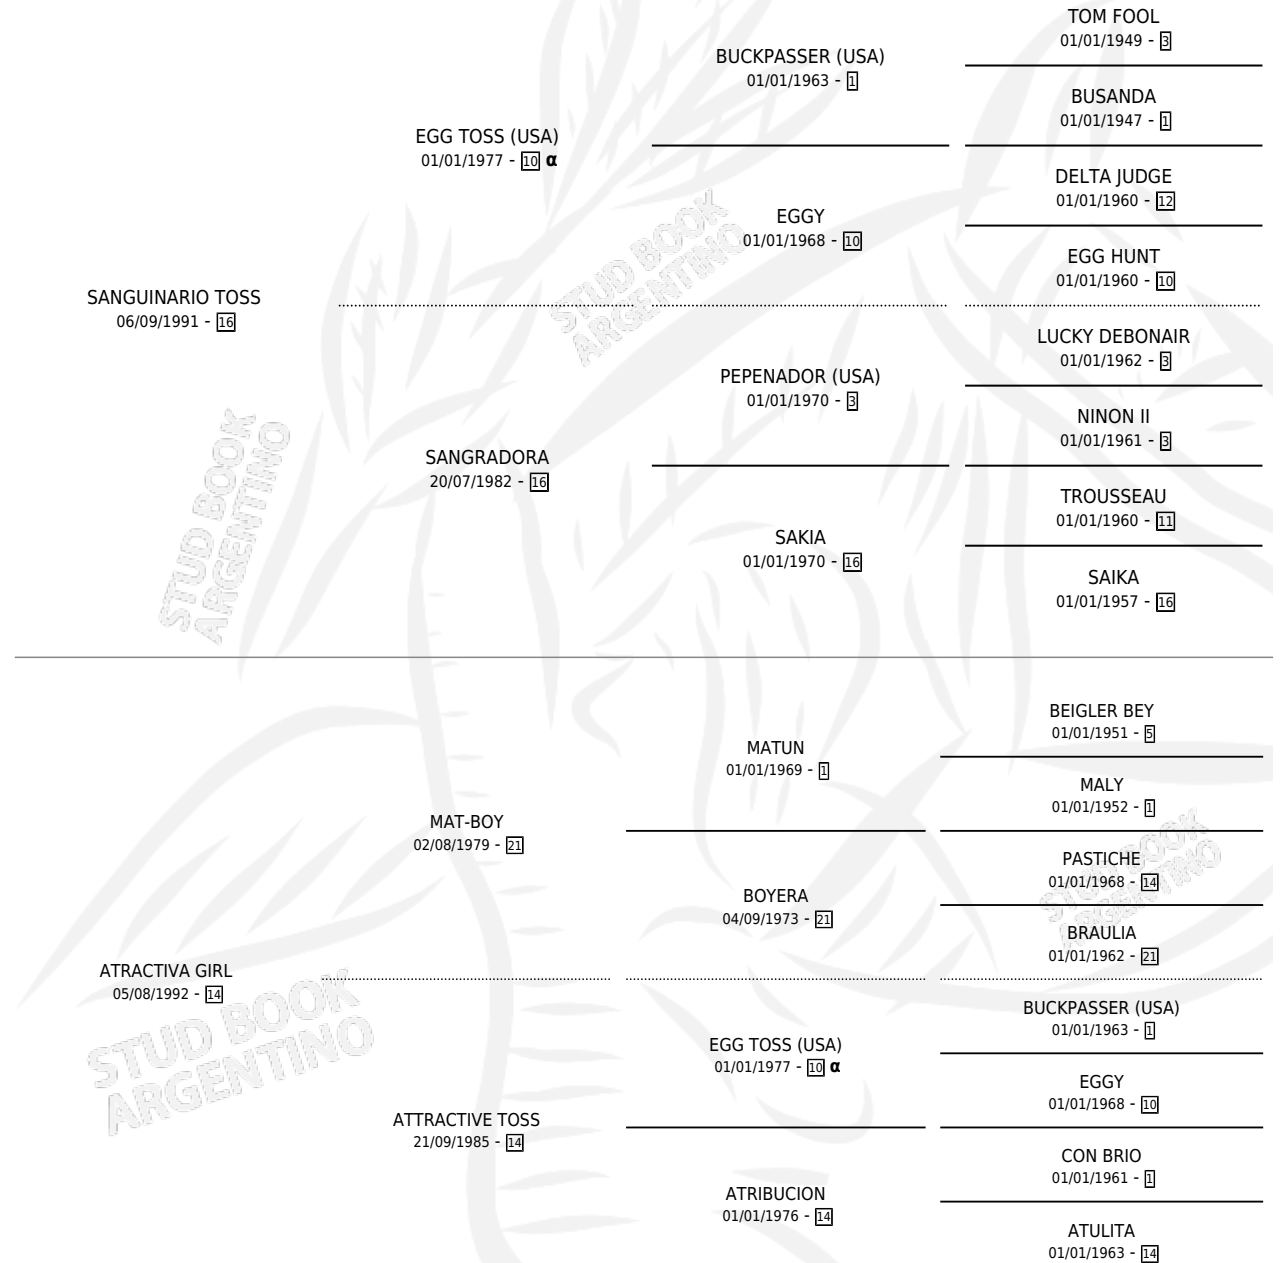 TOM FOOL
01/01/1949 - 3
BUCKPASSER (USA)
01/01/1963 - 1
BUSANDA
01/01/1947 - 1
EGG TOSS (USA)
01/01/1977 - 10 α
DELTA JUDGE
01/01/1960 - 12
EGGY
01/01/1968 - 10
EGG HUNT
01/01/1960 - 10
STUD BOOK
ARGENTINO
SANGUINARIO TOSS
06/09/1991 - 16
LUCKY DEBONAIR
01/01/1962 - 3
PEPENADOR (USA)
01/01/1970 - 3
NINON II
01/01/1961 - 3
STUD BOOK
ARGENTINO
SANGRADORA
20/07/1982 - 16
TROUSSEAU
01/01/1960 - 11
SAKIA
01/01/1970 - 16
SAIKA
01/01/1957 - 16
BEIGLER BEY
01/01/1951 - 5
MATUN
01/01/1969 - 1
MALY
01/01/1952 - 1
MAT-BOY
02/08/1979 - 21
PASTICHE
01/01/1968 - 14
STUD BOOK
ARGENTINO
BOYERA
04/09/1973 - 21
BRAULIA
01/01/1962 - 21
ATRACTIVA GIRL
05/08/1992 - 14
STUD BOOK
ARGENTINO
BUCKPASSER (USA)
01/01/1963 - 1
EGG TOSS (USA)
01/01/1977 - 10 α
EGGY
01/01/1968 - 10
ATTRACTIVE TOSS
21/09/1985 - 14
CON BRIO
01/01/1961 - 1
ATRIBUCION
01/01/1976 - 14
ATULITA
01/01/1963 - 14